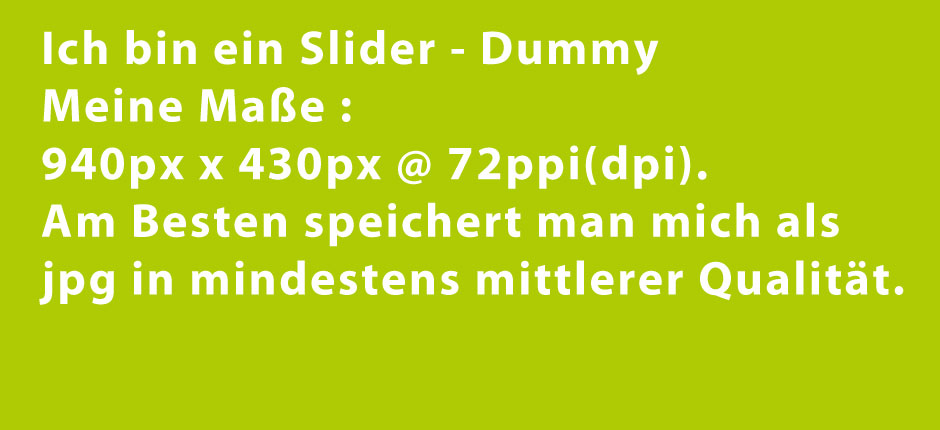 Ich bin ein Slider - Dummy
Meine Maße :
940px x 430px @ 72ppi(dpi).
Am Besten speichert man mich als
jpg in mindestens mittlerer Qualität.